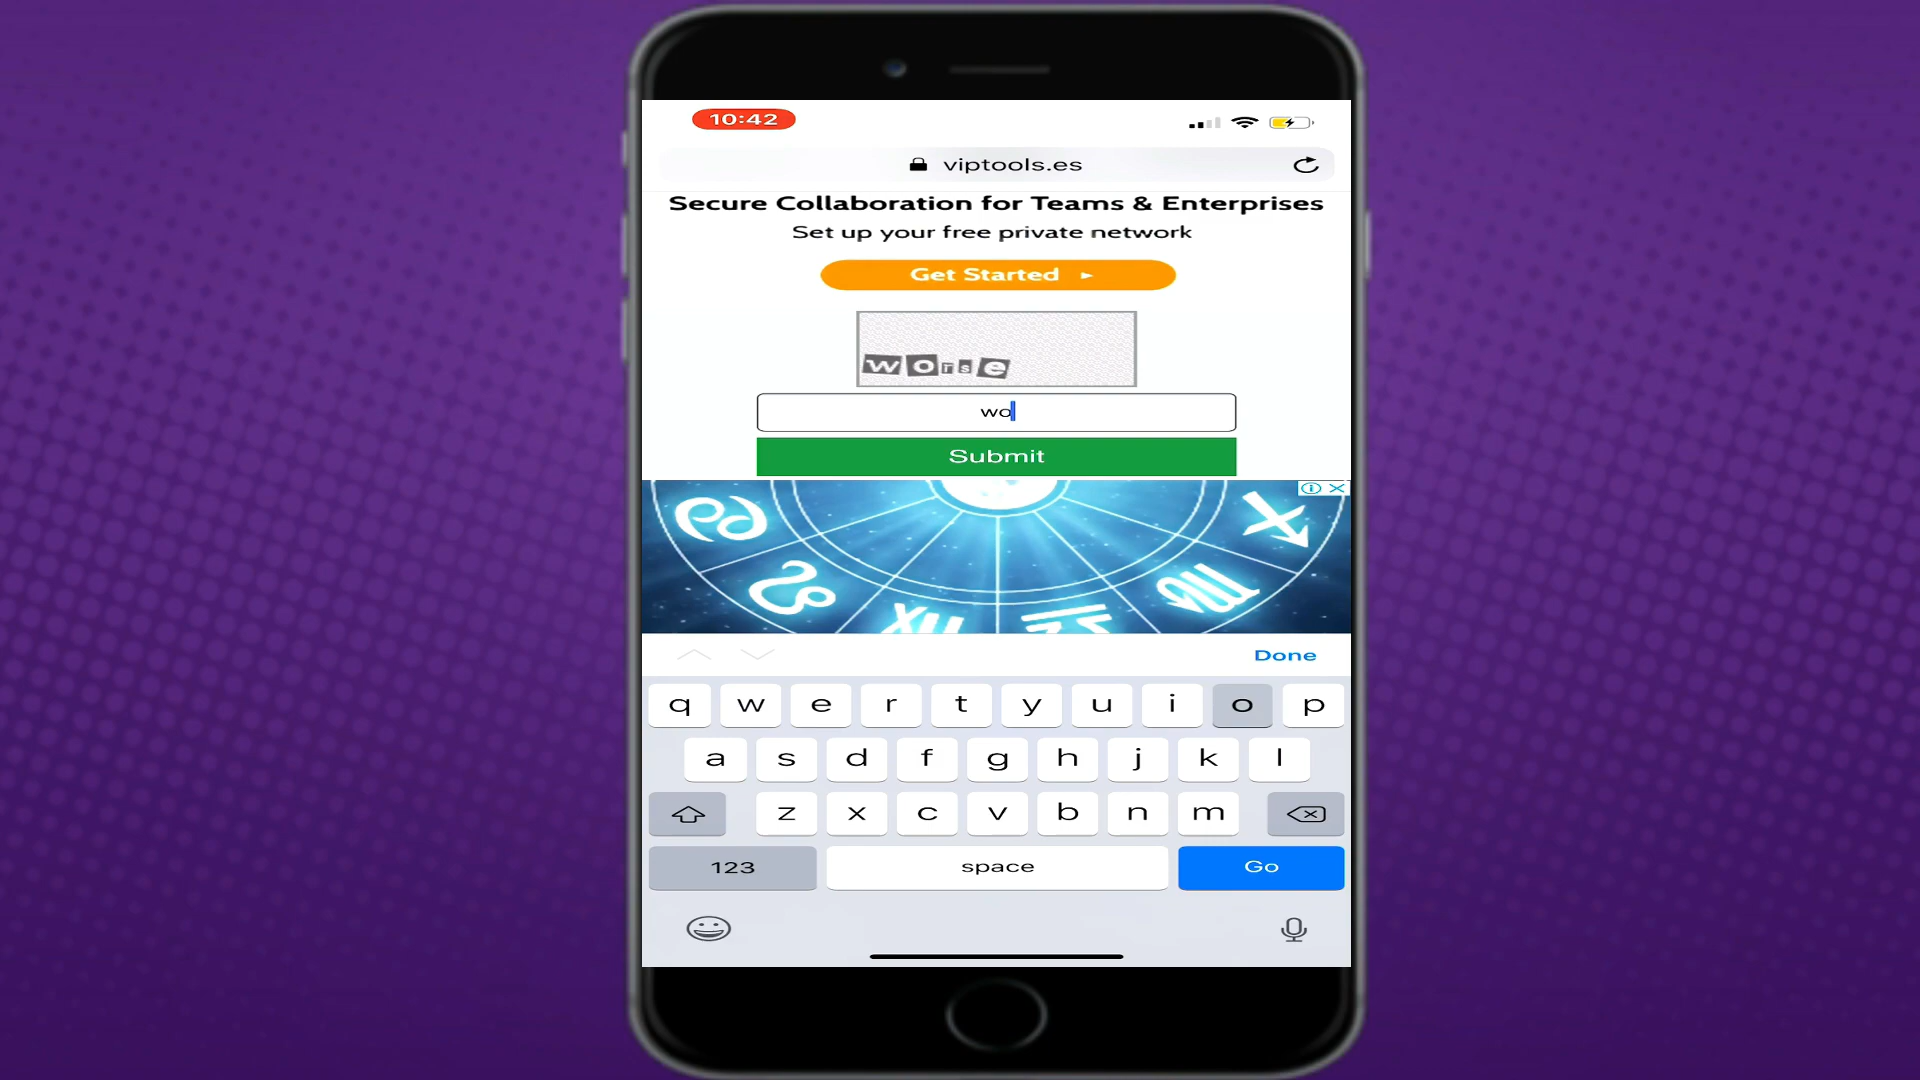 10:42
viptools.es
Secure Collaboration for Teams & Enterprises
Set up your free private network
Get Started
worse
wo
Submit
Done
q w e r t y u i o p
a s d f g h j k l
z x c v b n m
123 space Go